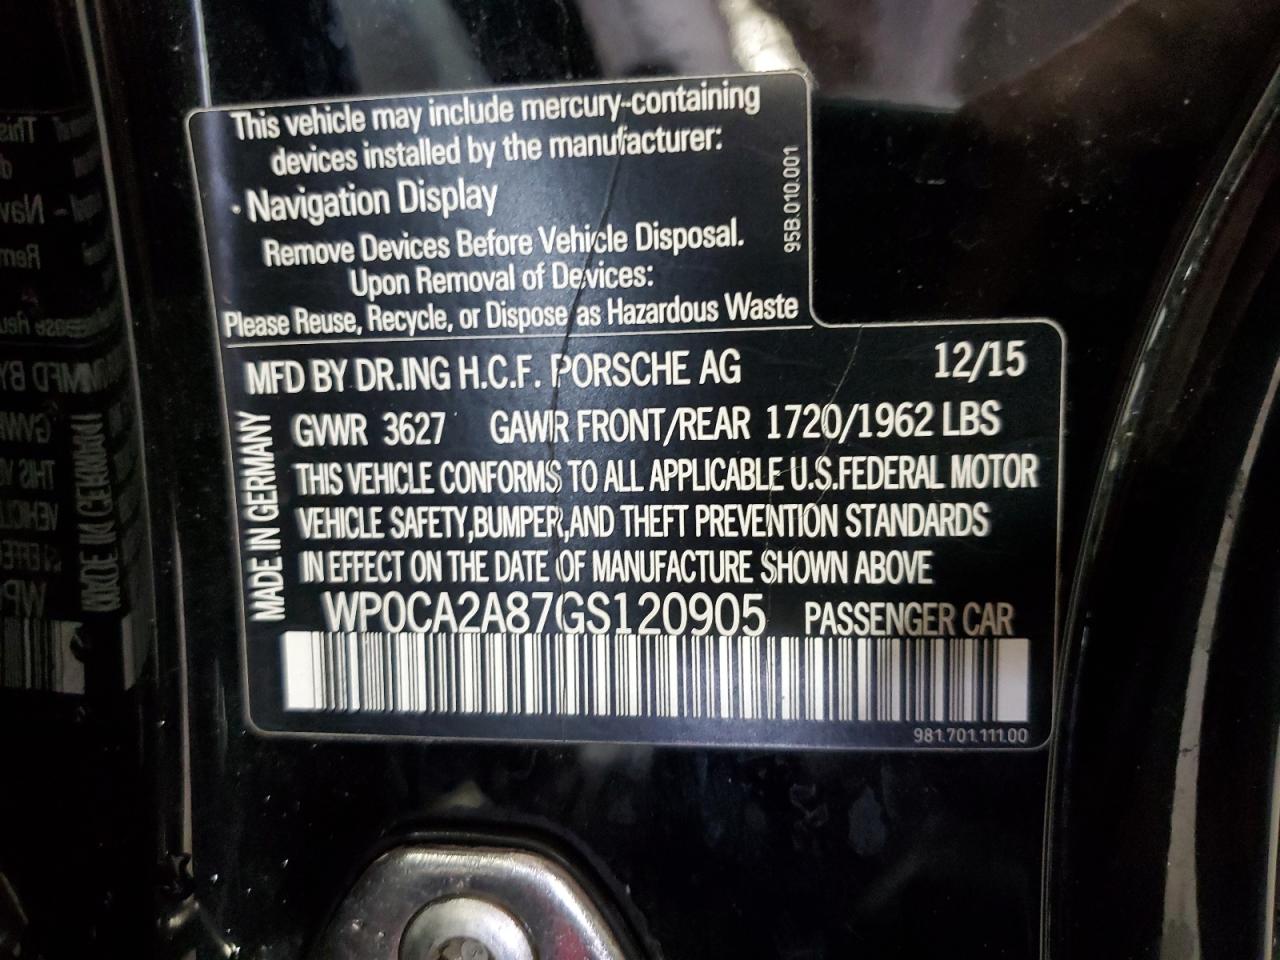 This vehicle may include mercury-containing
devices installed by the manufacturer:
• Navigation Display
Remove Devices Before Vehicle Disposal.
Upon Removal of Devices:
Please Reuse, Recycle, or Dispose as Hazardous Waste
95B.010.001
MFD BY DR.ING H.C.F. PORSCHE AG 12/15
GVWR 3627 GAWR FRONT/REAR 1720/1962 LBS
THIS VEHICLE CONFORMS TO ALL APPLICABLE U.S.FEDERAL MOTOR
VEHICLE SAFETY,BUMPER,AND THEFT PREVENTION STANDARDS
IN EFFECT ON THE DATE OF MANUFACTURE SHOWN ABOVE
MADE IN GERMANY
WP0CA2A87GS120905 PASSENGER CAR
981.701.111.00